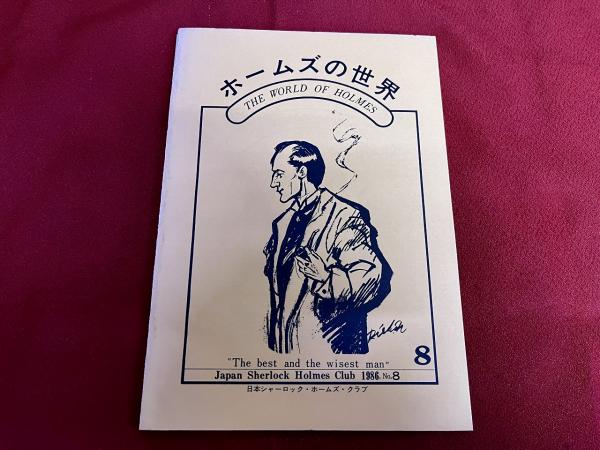 ホームズの世界
THE WORLD OF HOLMES
8
"The best and the wisest man"
Japan Sherlock Holmes Club 1986 No.8
日本シャーロック・ホームズ・クラブ